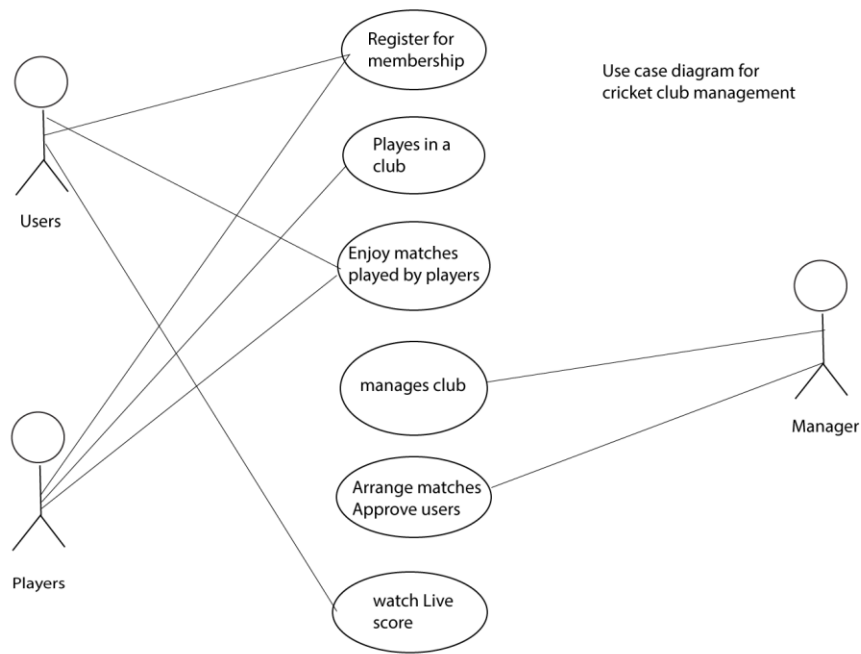 Register for
membership
Use case diagram for
cricket club management
Playes in a
club
Users
Enjoy matches
played by players
manages club
Manager
Arrange matches
Approve users
Players
watch Live
score